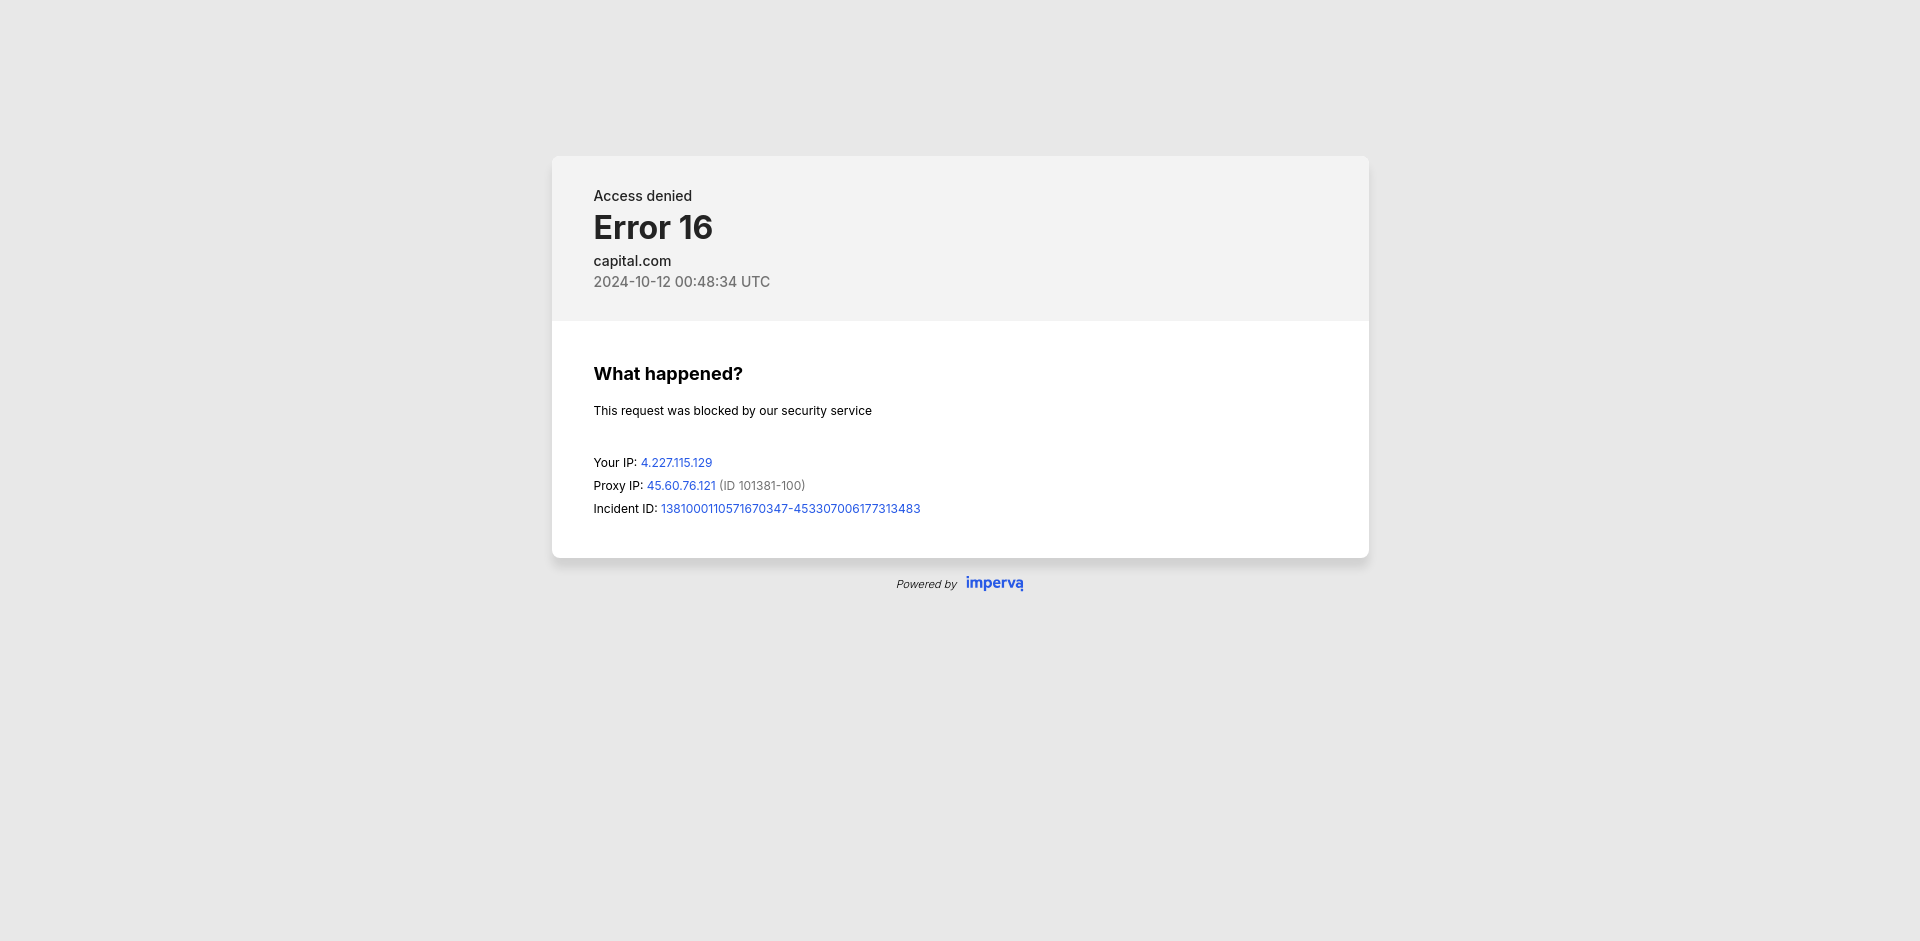 Access denied
Error 16
capital.com
2024-10-12 00:48:34 UTC
What happened?
This request was blocked by our security service
Your IP: 4.227.115.129
Proxy IP: 45.60.76.121 (ID 101381-100)
Incident ID: 1381000110571670347-453307006177313483
Powered by imperva